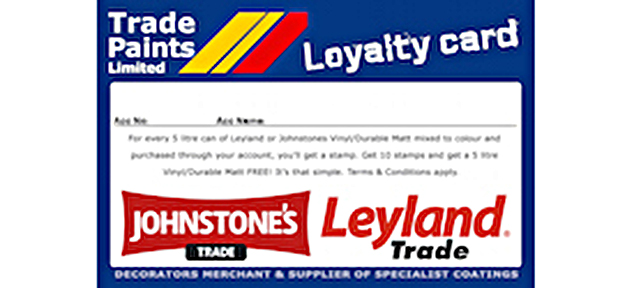 Trade
Paints
Limited
Loyalty card
Acc No
Acc Name
For every 5 litre can of Leyland or Johnstones Vinyl/Durable Matt mixed to colour and
purchased through your account, you'll get a stamp. Get 10 stamps and get a 5 litre
Vinyl/Durable Matt FREE! It's that simple. Terms & Conditions apply.
JOHNSTONE'S
TRADE
Leyland®
Trade
DECORATORS MERCHANT & SUPPLIER OF SPECIALIST COATINGS